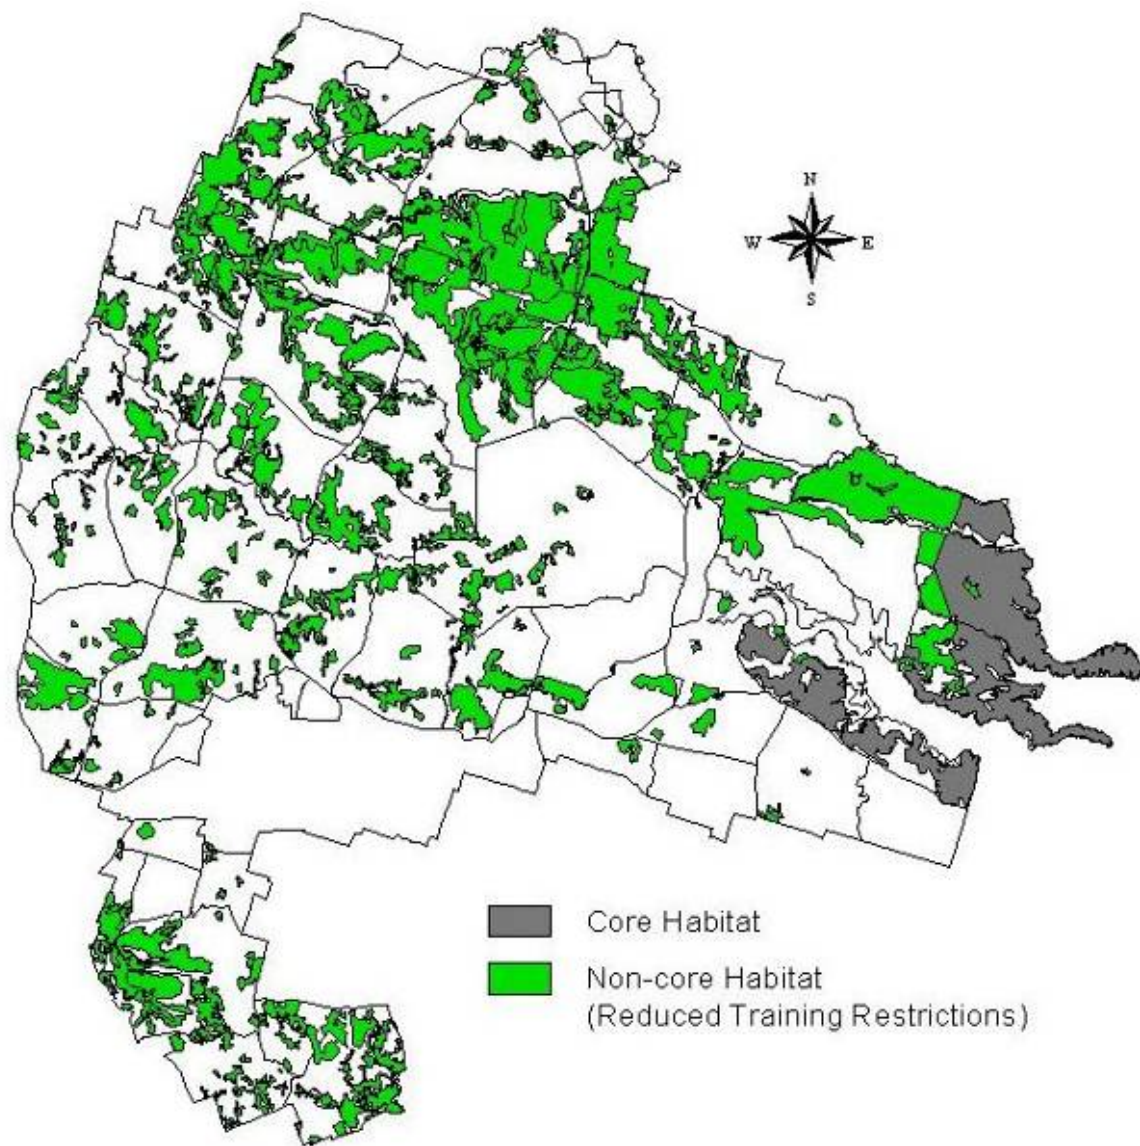 N
W E
S
Core Habitat
Non-core Habitat
(Reduced Training Restrictions)